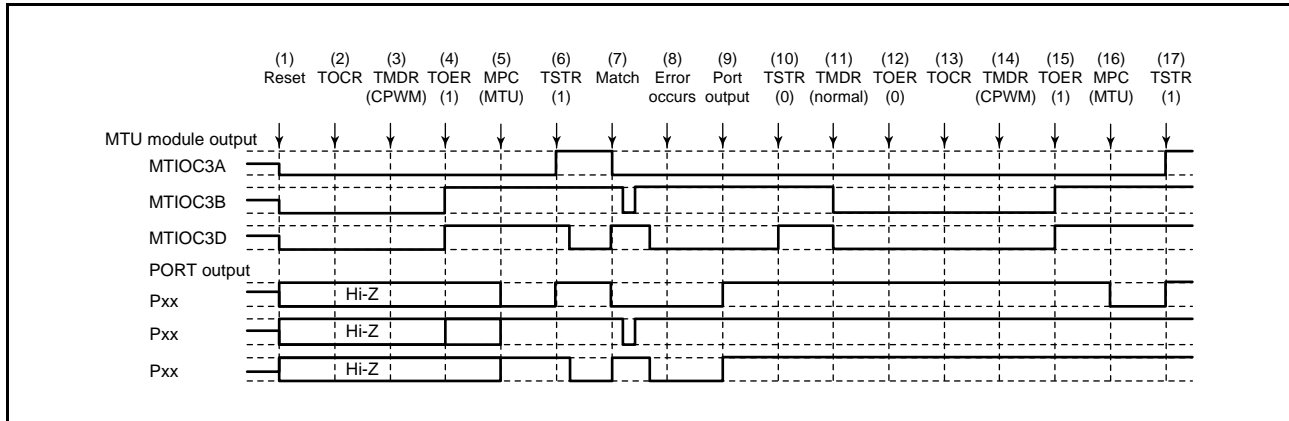 (1) (2) (3) (4) (5) (6) (7) (8) (9) (10) (11) (12) (13) (14) (15) (16) (17)
Reset TOCR TMDR TOER MPC TSTR Match Error Port TSTR TMDR TOER TOCR TMDR TOER MPC TSTR
(CPWM) (1) (MTU) (1) occurs output (0) (normal) (0) (CPWM) (1) (MTU) (1)
MTU module output
MTIOC3A
MTIOC3B
MTIOC3D
PORT output
Pxx Hi-Z
Pxx Hi-Z
Pxx Hi-Z